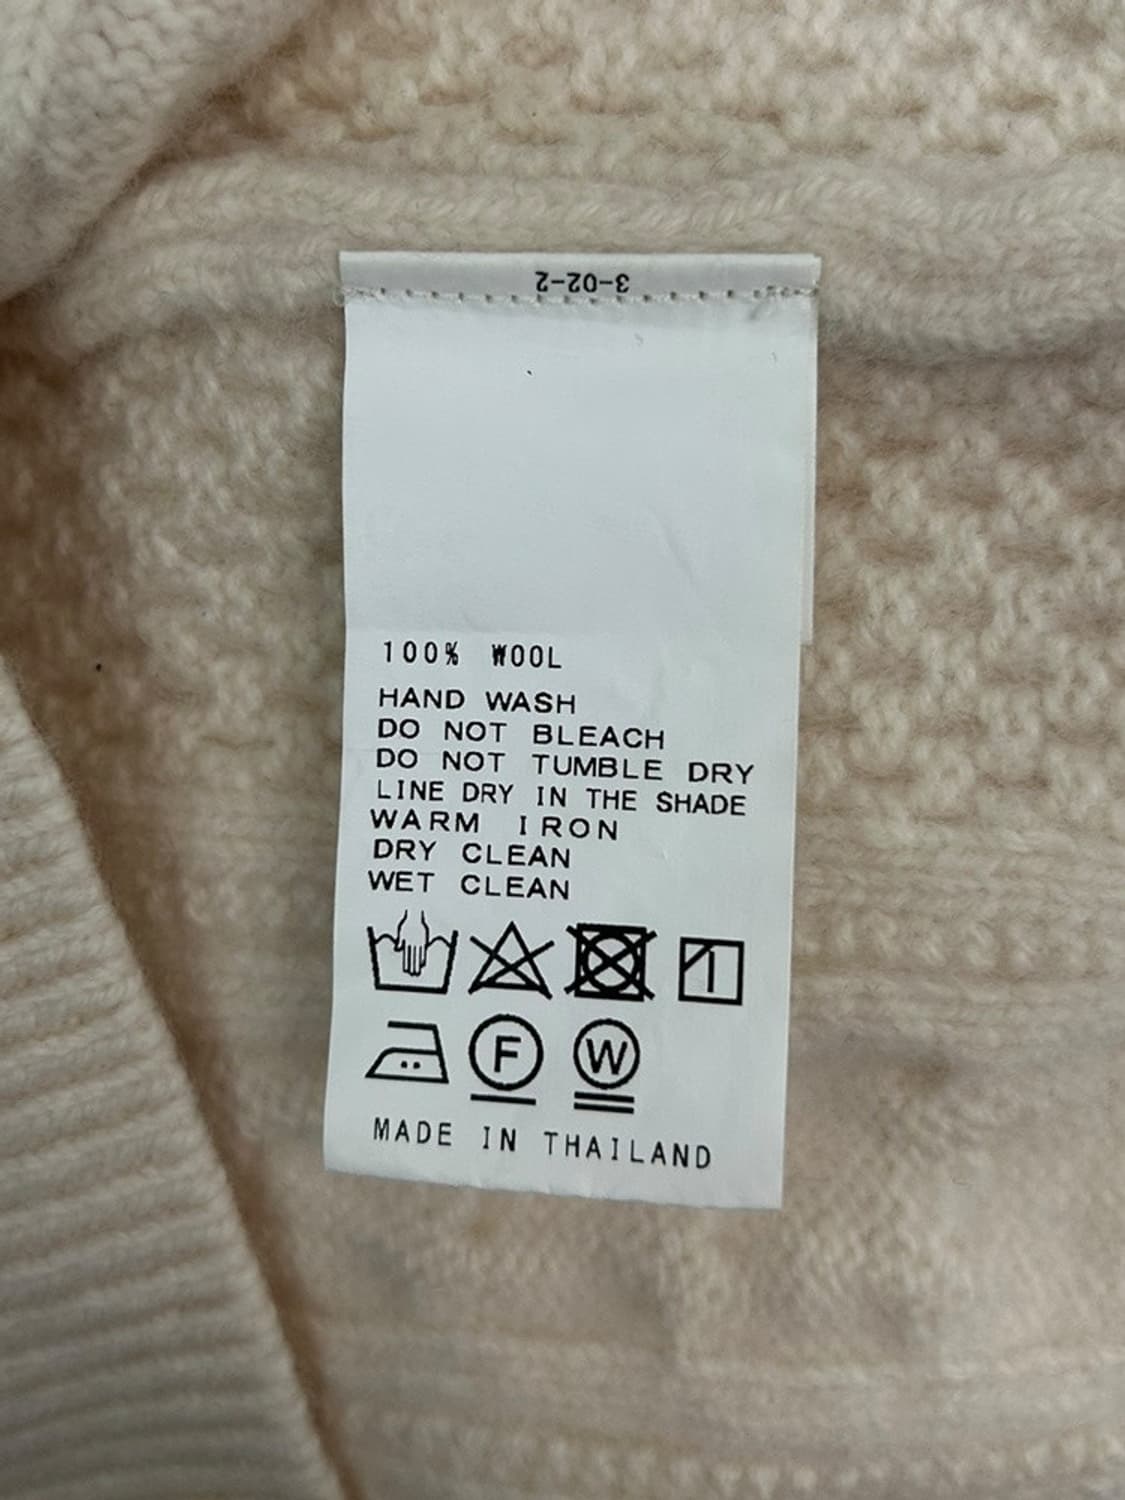 3-02-2
100% WOOL
HAND WASH
DO NOT BLEACH
DO NOT TUMBLE DRY
LINE DRY IN THE SHADE
WARM IRON
DRY CLEAN
WET CLEAN
F W
MADE IN THAILAND